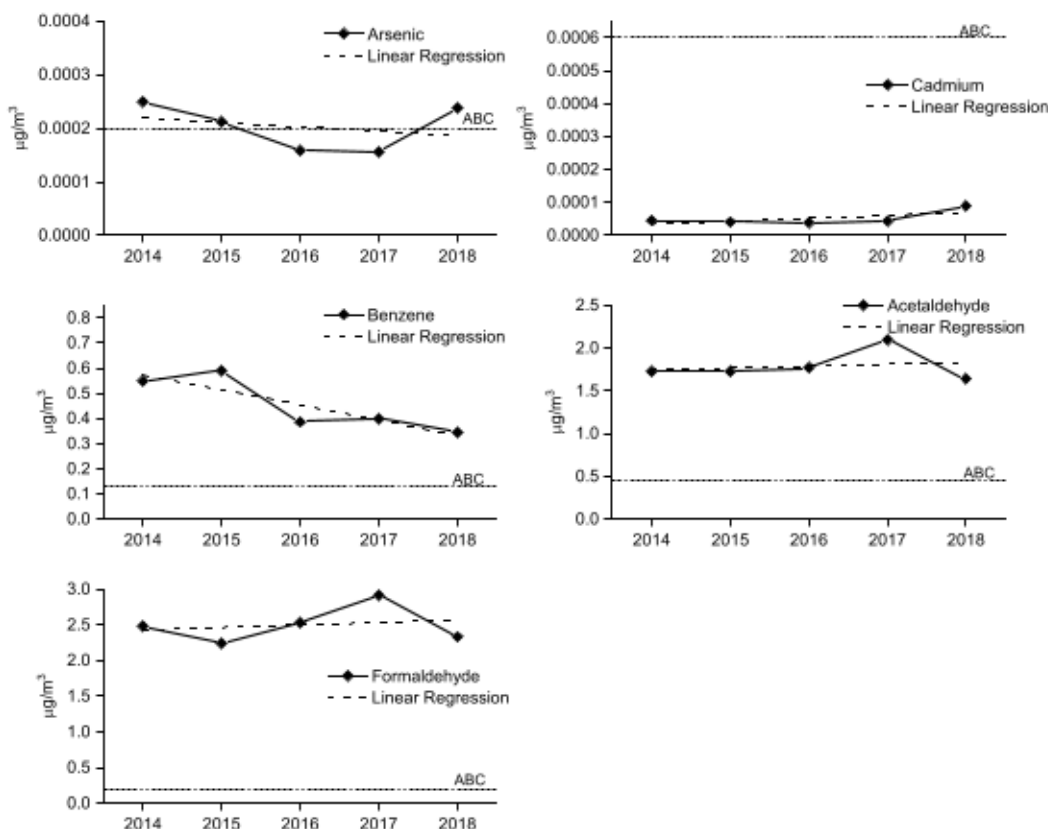 0.0004
0.0003
0.0002
0.0001
0.0000
µg/m³
Arsenic
Linear Regression
ABC
2014 2015 2016 2017 2018
0.0006
0.0005
0.0004
0.0003
0.0002
0.0001
0.0000
µg/m³
ABC
Cadmium
Linear Regression
2014 2015 2016 2017 2018
0.8
0.7
0.6
0.5
0.4
0.3
0.2
0.1
0.0
µg/m³
Benzene
Linear Regression
ABC
2014 2015 2016 2017 2018
2.5
2.0
1.5
1.0
0.5
0.0
µg/m³
Acetaldehyde
Linear Regression
ABC
2014 2015 2016 2017 2018
3.0
2.5
2.0
1.5
1.0
0.5
0.0
µg/m³
Formaldehyde
Linear Regression
ABC
2014 2015 2016 2017 2018